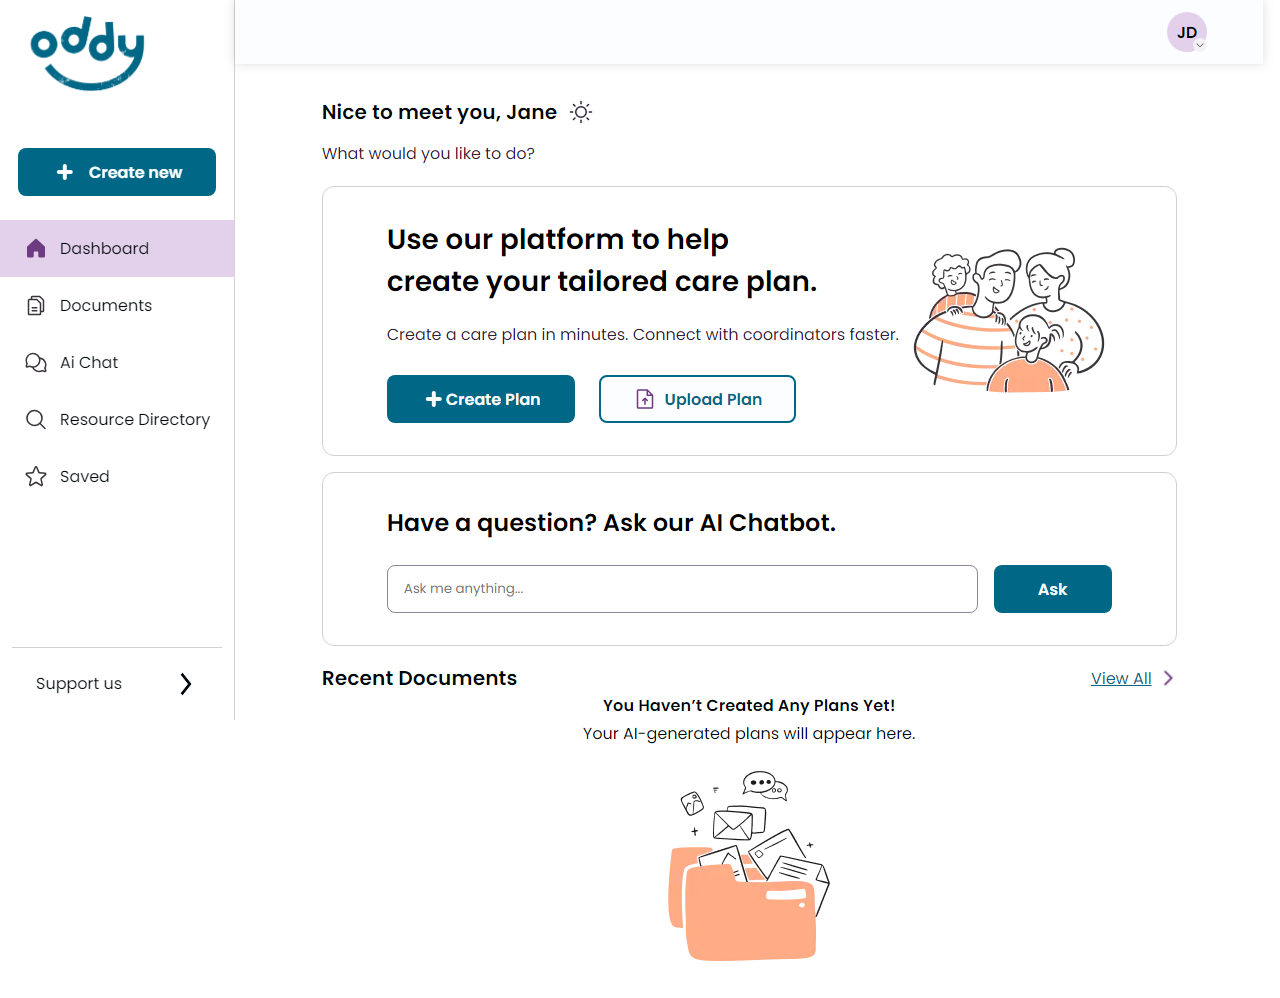 oddy
JD
Create new
Dashboard
Documents
Ai Chat
Resource Directory
Saved
Support us
Nice to meet you, Jane
What would you like to do?
Use our platform to help
create your tailored care plan.
Create a care plan in minutes. Connect with coordinators faster.
Create Plan
Upload Plan
Have a question? Ask our AI Chatbot.
Ask me anything...
Ask
Recent Documents
View All
You Haven’t Created Any Plans Yet!
Your AI-generated plans will appear here.